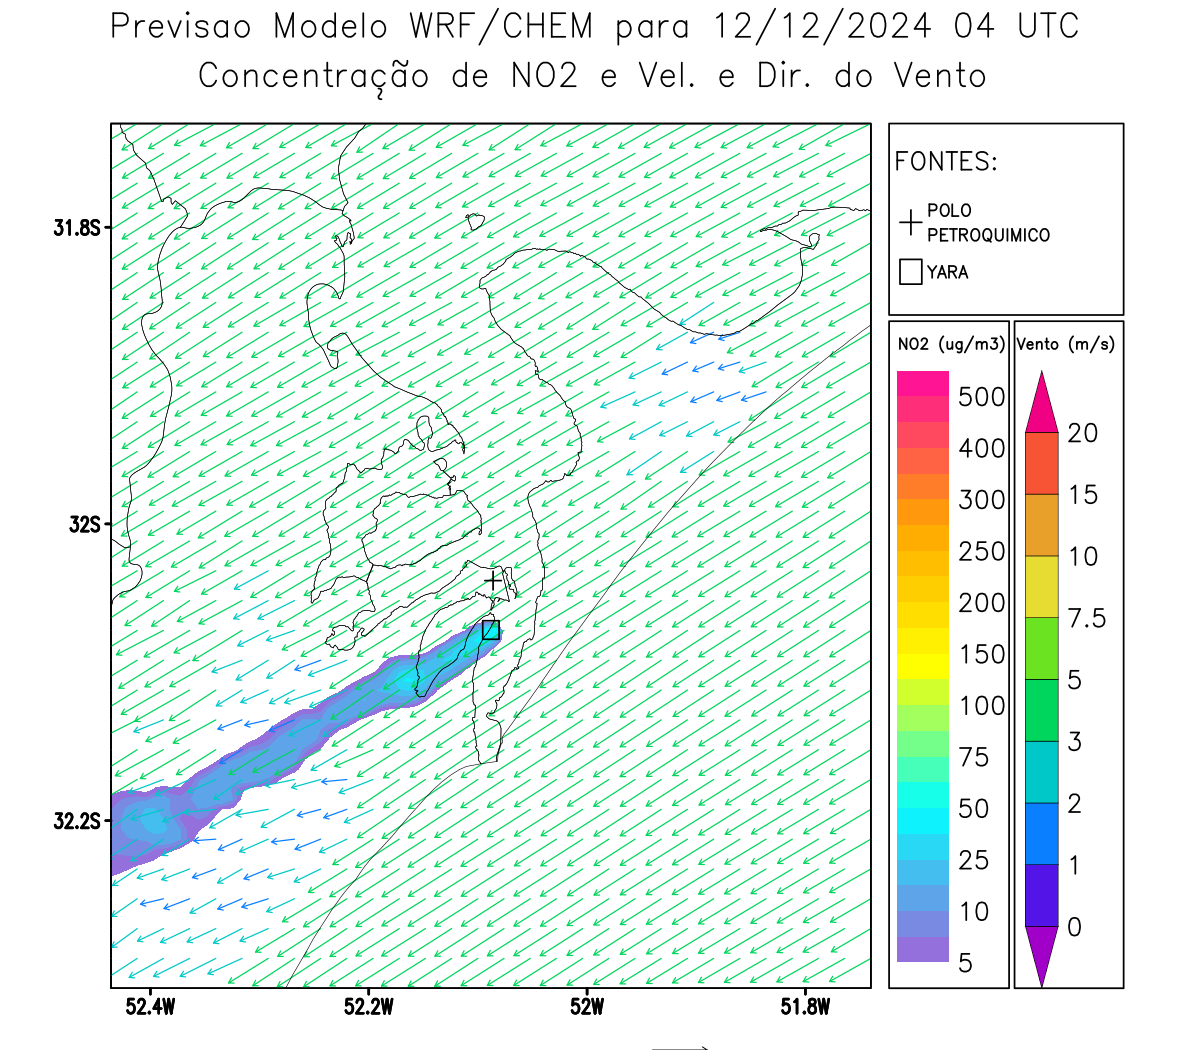 Previsao Modelo WRF/CHEM para 12/12/2024 04 UTC
Concentração de NO2 e Vel. e Dir. do Vento
FONTES:
POLO
PETROQUIMICO
YARA
NO2 (ug/m3)
500
400
300
250
200
150
100
75
50
25
10
5
Vento (m/s)
20
15
10
7.5
5
3
2
1
0
31.8S
32S
32.2S
52.4W
52.2W
52W
51.8W